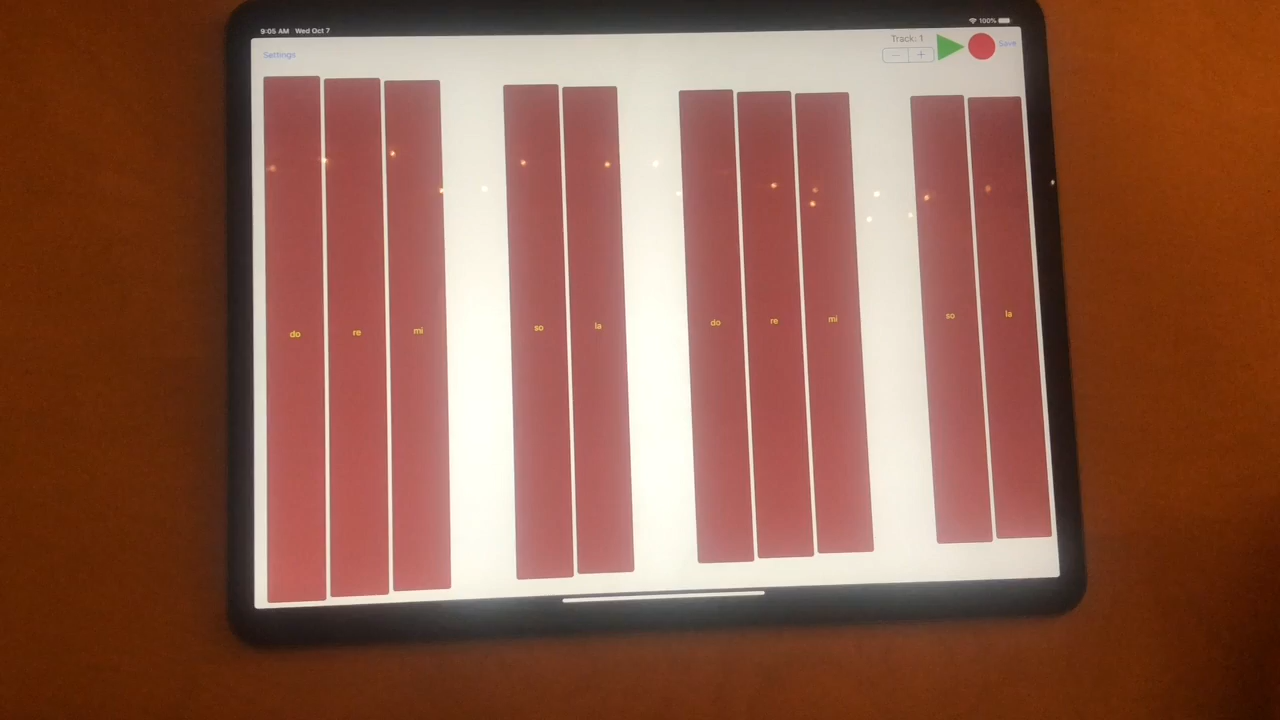 9:05 AM Wed Oct 7
100%
Settings
Track: 1
− +
Save
do re mi so la do re mi so la